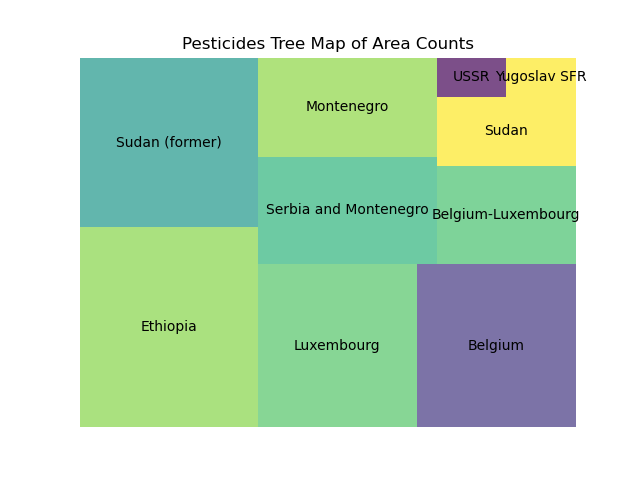 Pesticides Tree Map of Area Counts
USSR
Yugoslav SFR
Montenegro
Sudan
Sudan (former)
Serbia and Montenegro
Belgium-Luxembourg
Ethiopia
Luxembourg
Belgium